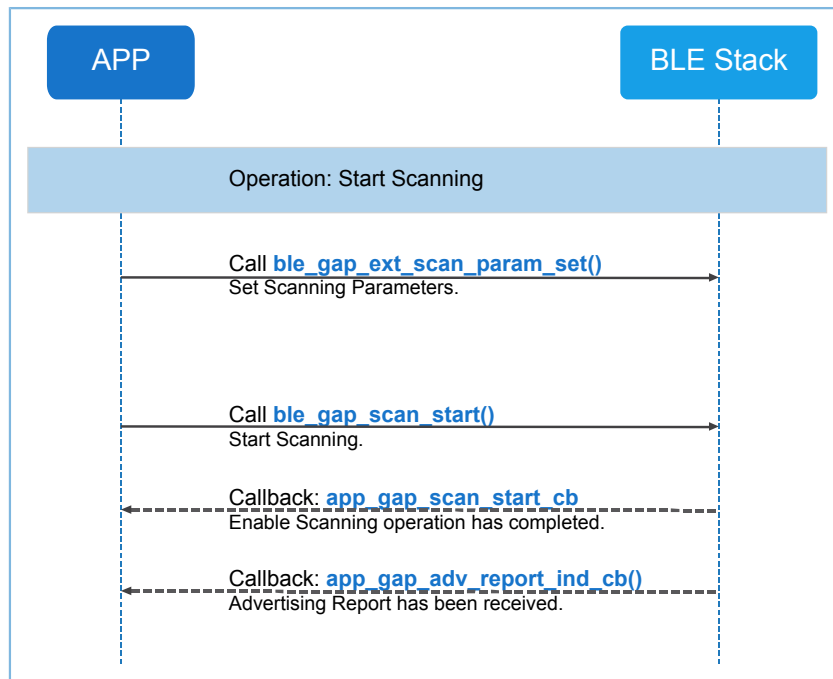 APP
BLE Stack
Operation: Start Scanning
Call ble_gap_ext_scan_param_set()
Set Scanning Parameters.
Call ble_gap_scan_start()
Start Scanning.
Callback: app_gap_scan_start_cb
Enable Scanning operation has completed.
Callback: app_gap_adv_report_ind_cb()
Advertising Report has been received.